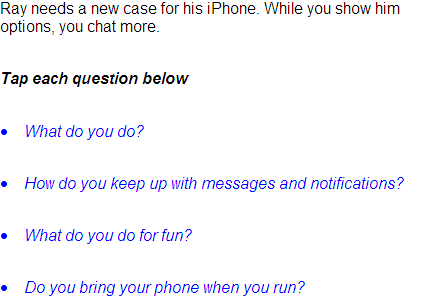 Ray needs a new case for his iPhone. While you show him
options, you chat more.
Tap each question below
• What do you do?
• How do you keep up with messages and notifications?
• What do you do for fun?
• Do you bring your phone when you run?